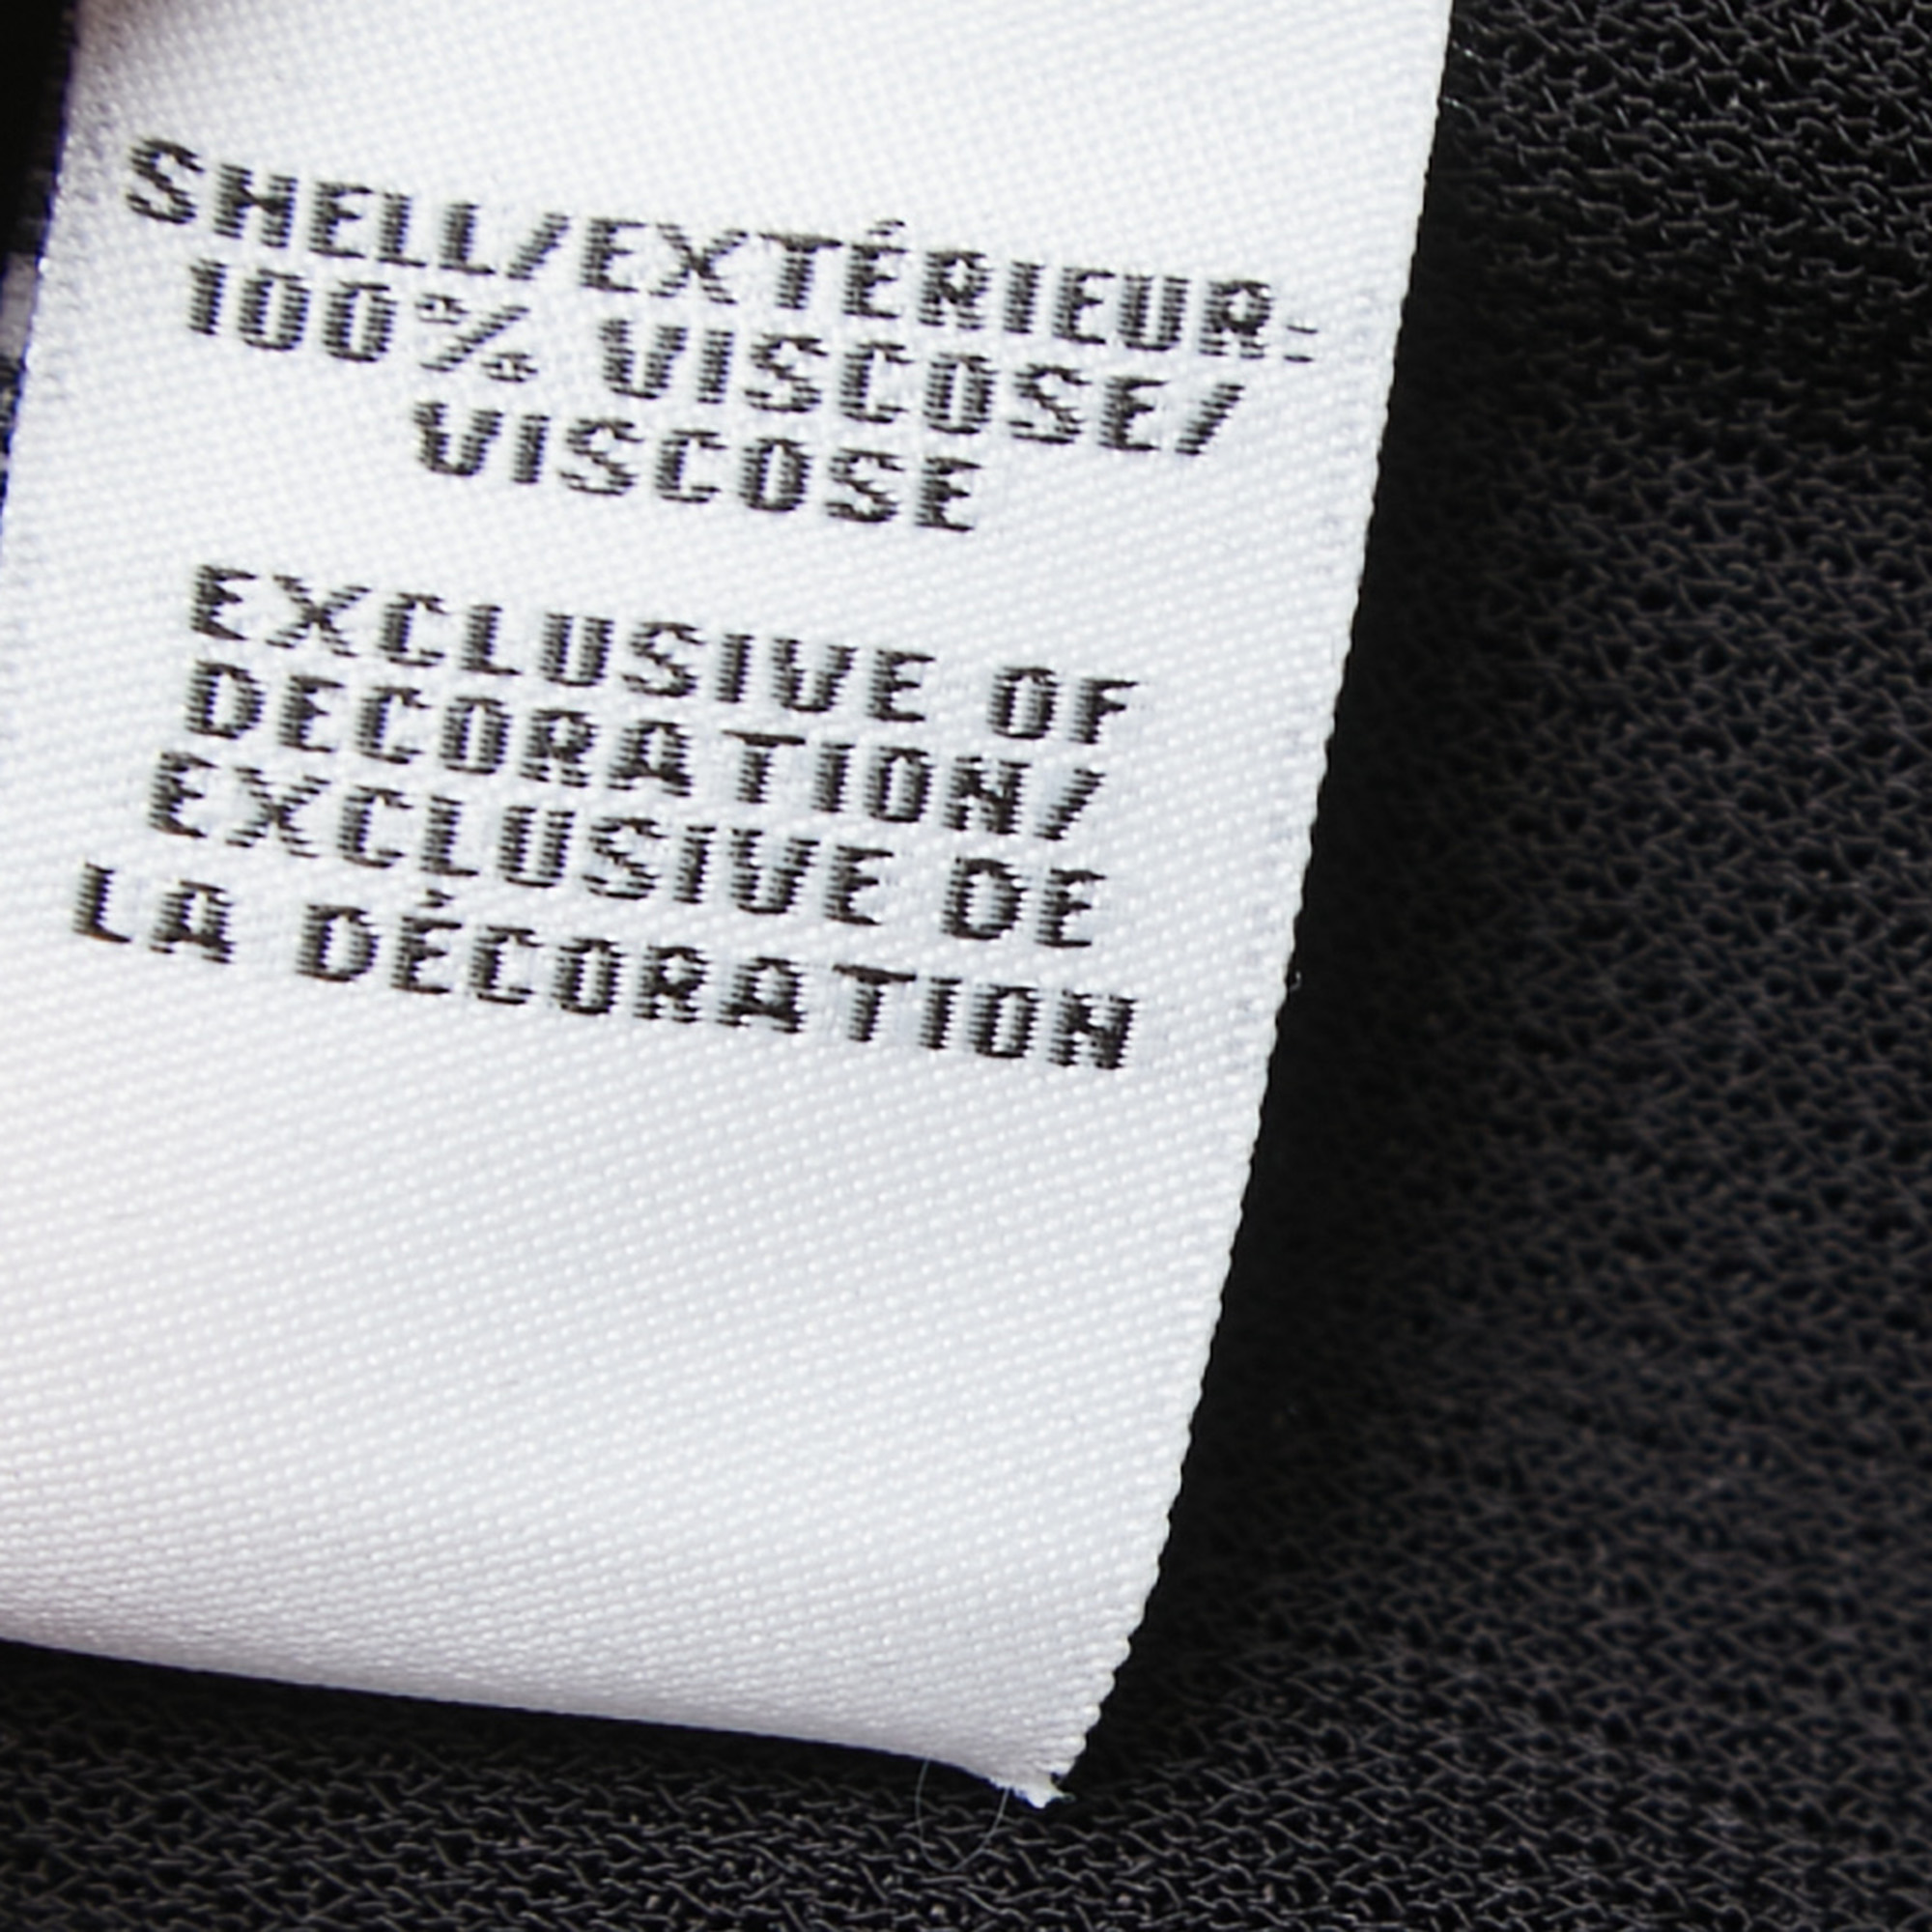 SHELL/EXTÉRIEUR:
100% VISCOSE/
VISCOSE
EXCLUSIVE OF
DECORATION/
EXCLUSIVE DE
LA DÉCORATION